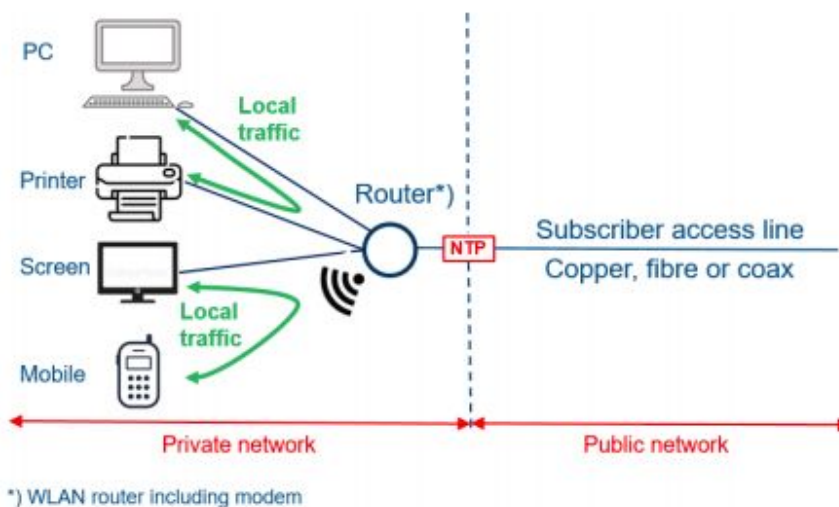 PC
Local
traffic
Printer
Router*)
NTP
Subscriber access line
Copper, fibre or coax
Screen
Local
traffic
Mobile
Private network
Public network
*) WLAN router including modem